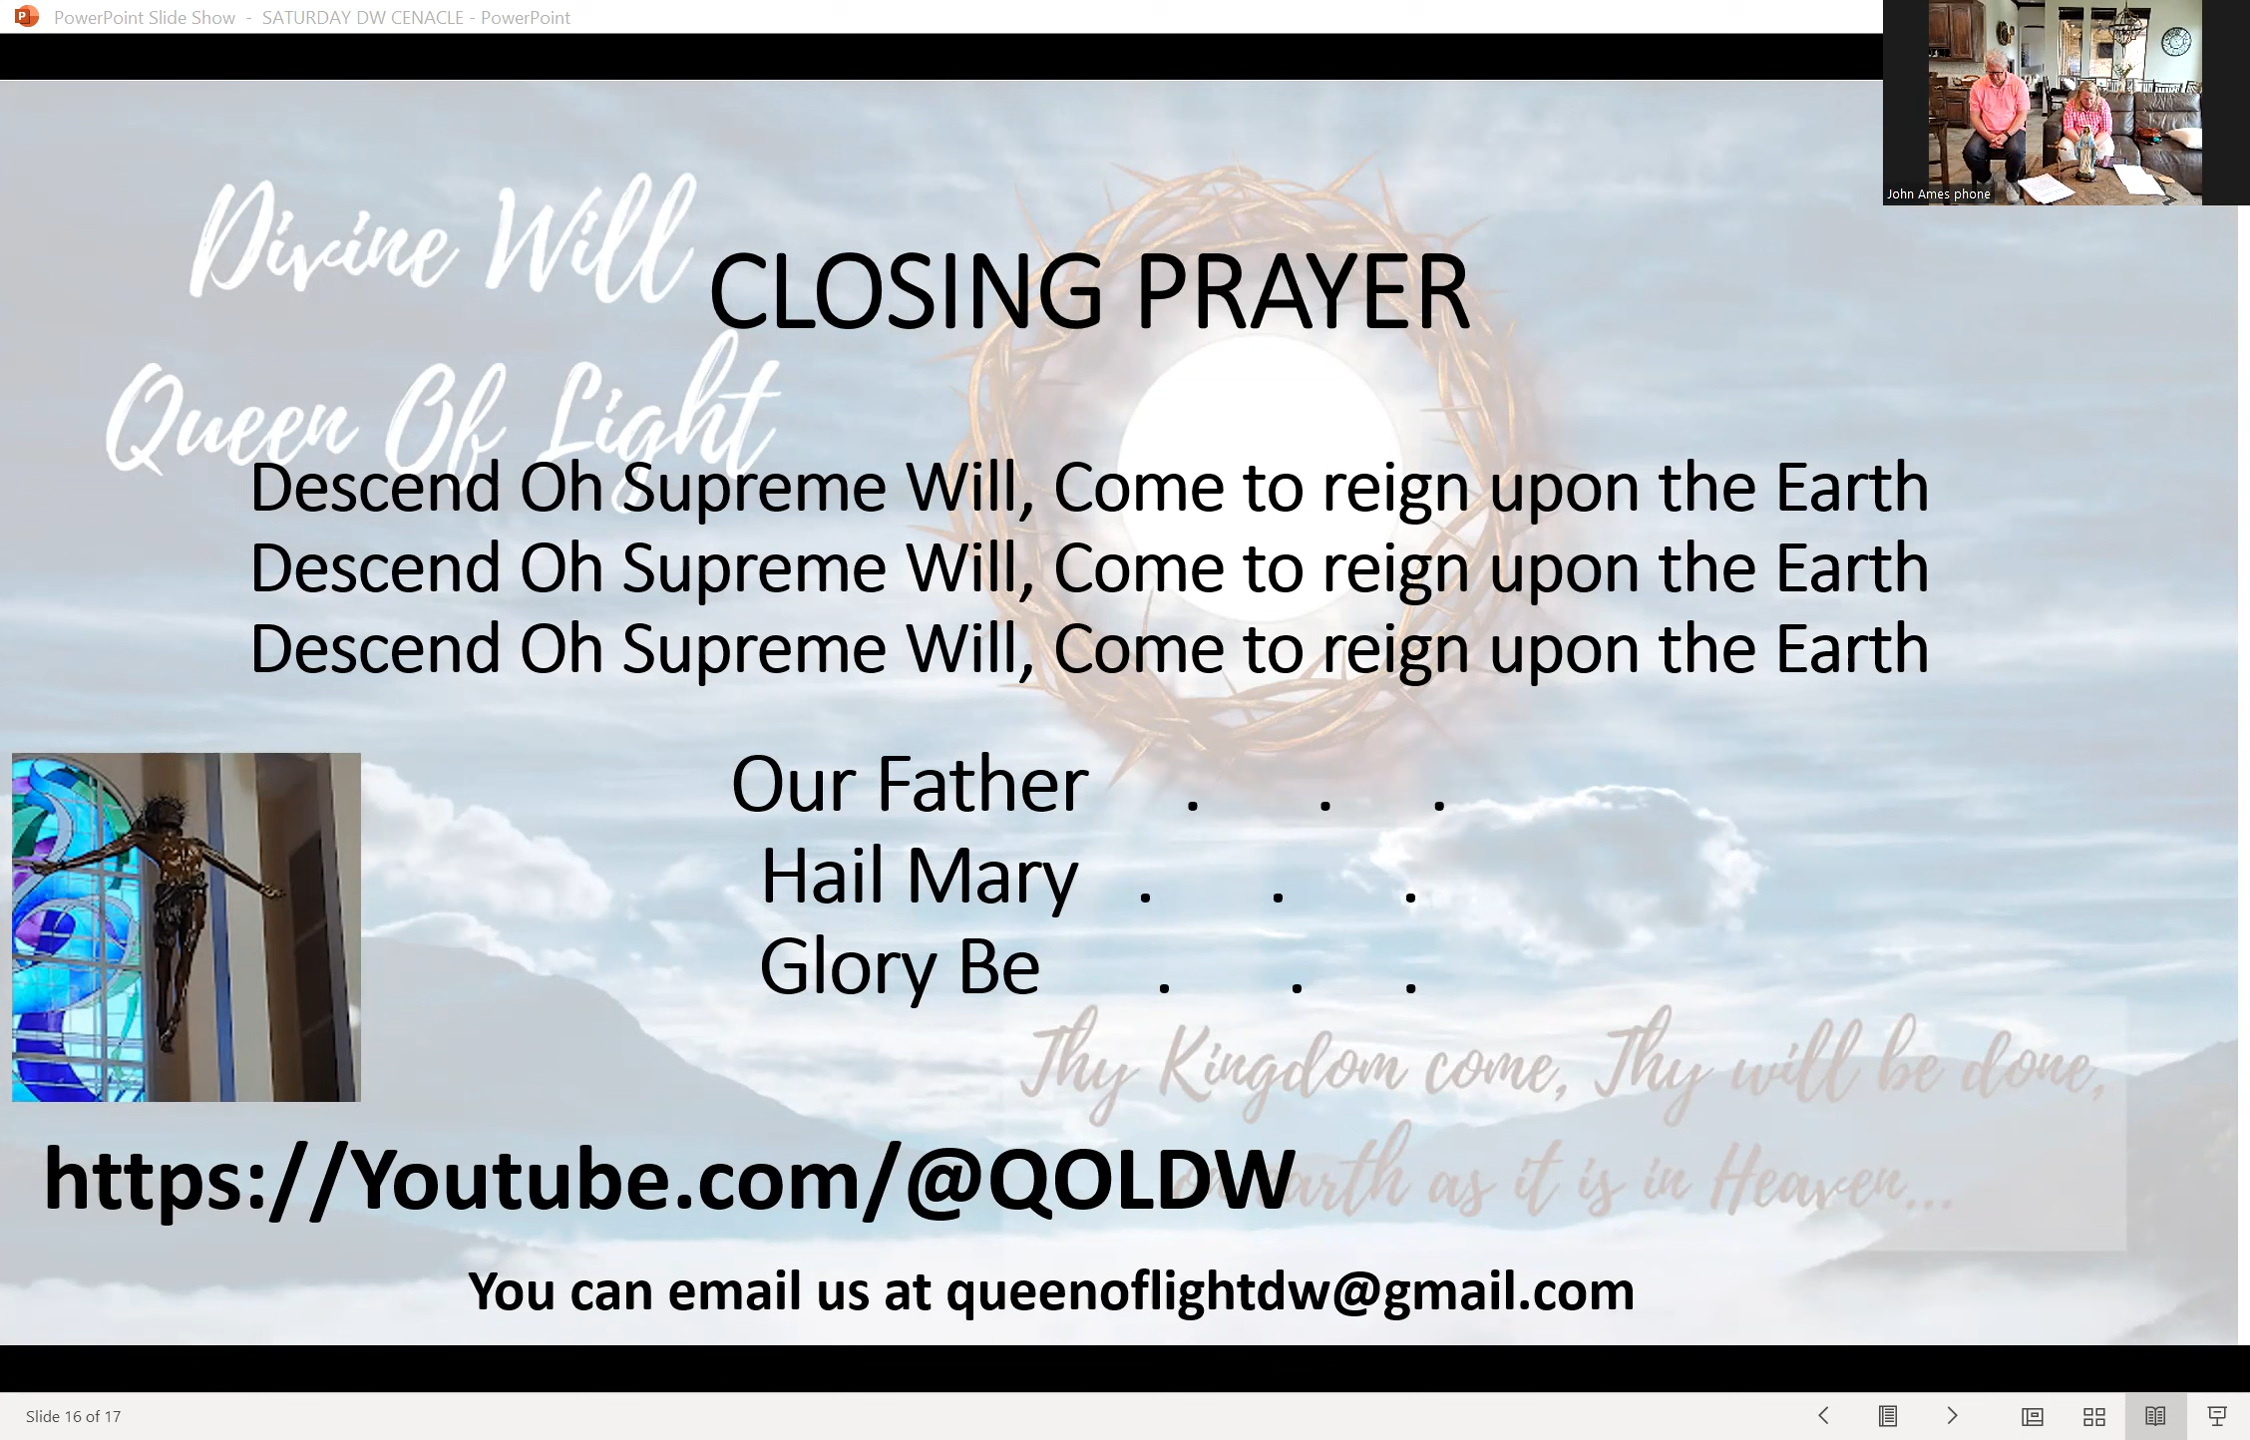 PowerPoint Slide Show - SATURDAY DW CENACLE - PowerPoint
John Ames phone
Divine Will
Queen Of Light
CLOSING PRAYER
Descend Oh Supreme Will, Come to reign upon the Earth
Descend Oh Supreme Will, Come to reign upon the Earth
Descend Oh Supreme Will, Come to reign upon the Earth
Our Father . . .
Hail Mary . . .
Glory Be . . .
Thy Kingdom come, Thy will be done,
on earth as it is in Heaven...
https://Youtube.com/@QOLDW
You can email us at queenoflightdw@gmail.com
Slide 16 of 17